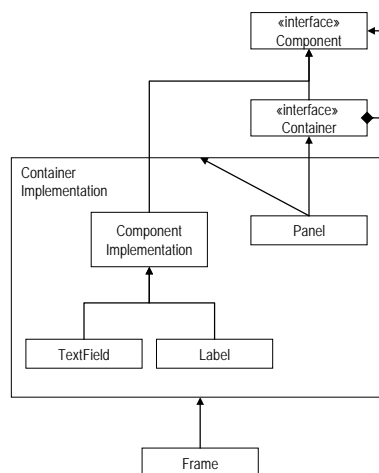 «interface»
Component
«interface»
Container
Container
Implementation
Component
Implementation
Panel
TextField
Label
Frame